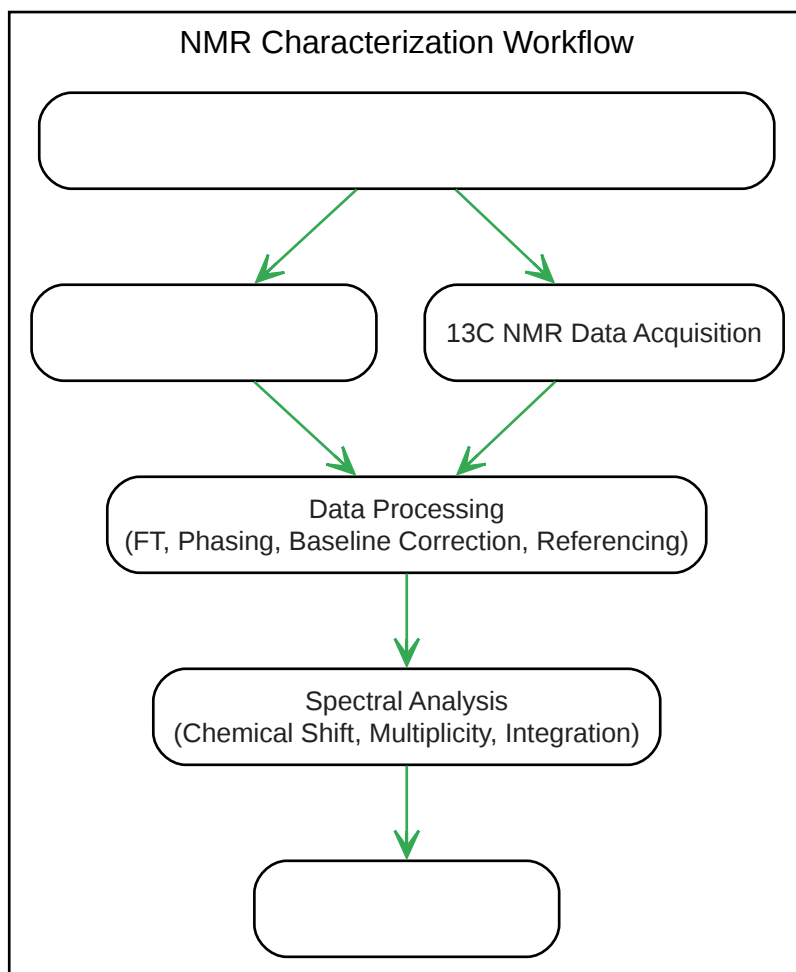 NMR Characterization Workflow
13C NMR Data Acquisition
Data Processing
(FT, Phasing, Baseline Correction, Referencing)
Spectral Analysis
(Chemical Shift, Multiplicity, Integration)